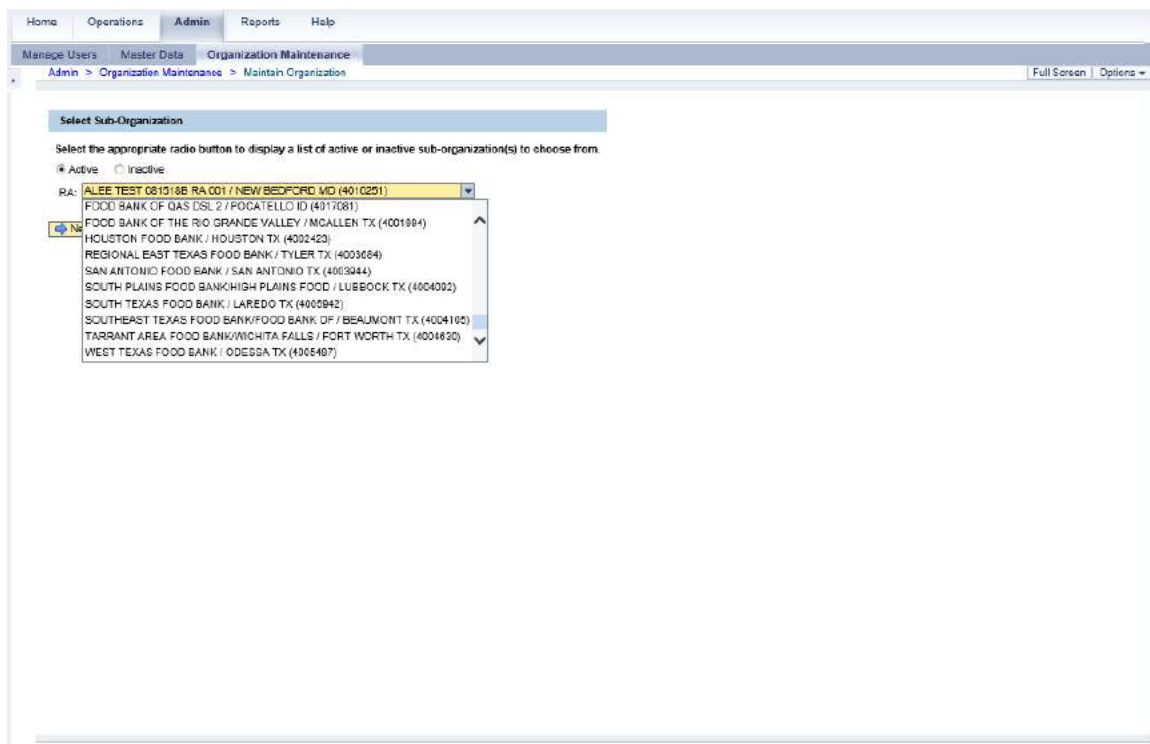 Home Operations Admin Reports Help
Manage Users Master Data Organization Maintenance
Admin > Organization Maintenance > Maintain Organization
Full Screen Options
Select Sub-Organization
Select the appropriate radio button to display a list of active or inactive sub-organization(s) to choose from.
Active Inactive
RA: ALEE TEST 081518B RA 001 / NEW BEDFORD MD (4010251)
FOOD BANK OF QAS DSL 2 / POCATELLO ID (4017081)
FOOD BANK OF THE RIO GRANDE VALLEY / MCALLEN TX (4001994)
HOUSTON FOOD BANK / HOUSTON TX (4002423)
REGIONAL EAST TEXAS FOOD BANK / TYLER TX (4003684)
SAN ANTONIO FOOD BANK / SAN ANTONIO TX (4003944)
SOUTH PLAINS FOOD BANK/HIGH PLAINS FOOD / LUBBOCK TX (4004092)
SOUTH TEXAS FOOD BANK / LAREDO TX (4005942)
SOUTHEAST TEXAS FOOD BANK/FOOD BANK OF / BEAUMONT TX (4004105)
TARRANT AREA FOOD BANK/WICHITA FALLS / FORT WORTH TX (4004630)
WEST TEXAS FOOD BANK / ODESSA TX (4005487)